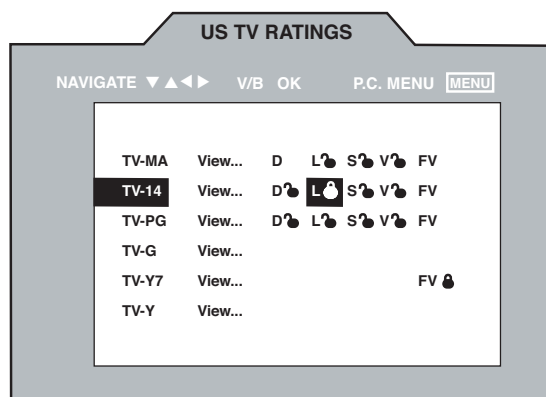 US TV RATINGS
NAVIGATE ▼▲◀▶ V/B OK P.C. MENU MENU
TV-MA View... D L S V FV
TV-14 View... D L S V FV
TV-PG View... D L S V FV
TV-G View...
TV-Y7 View... FV
TV-Y View...